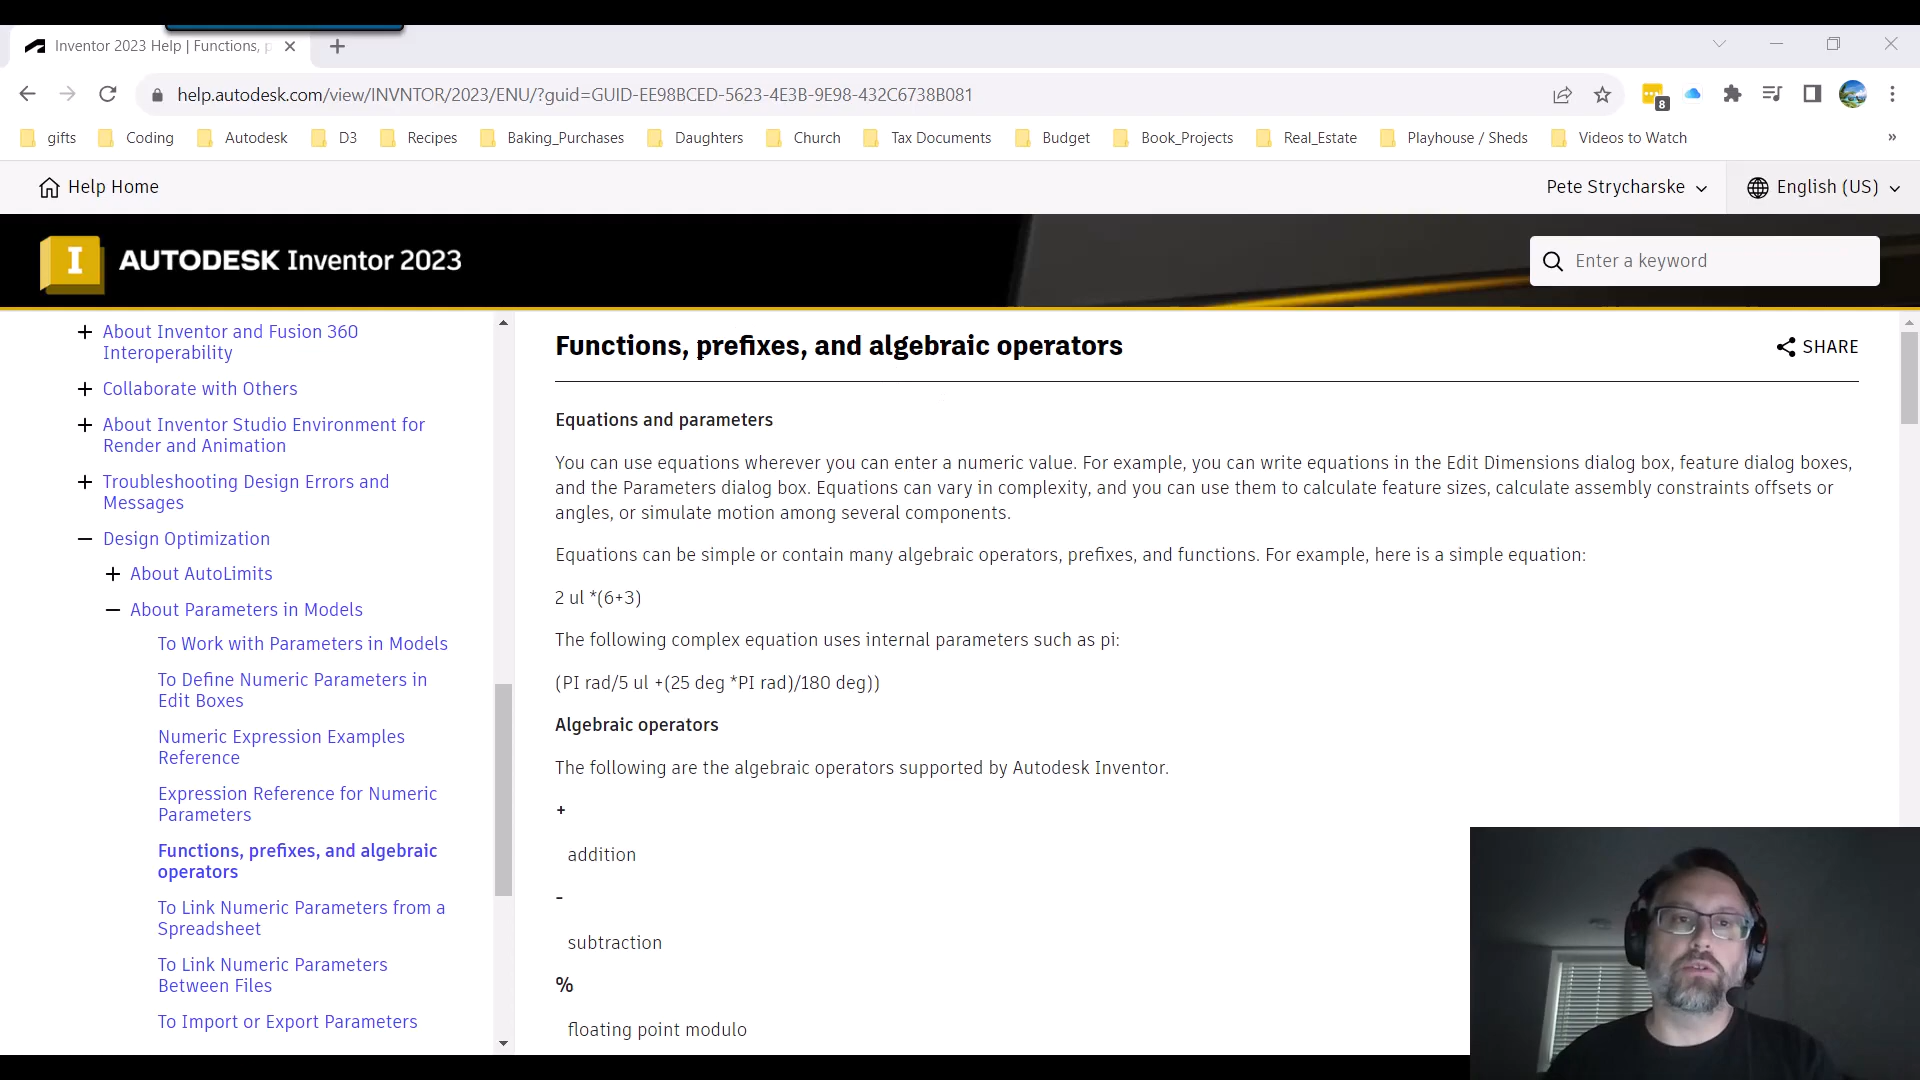 Inventor 2023 Help | Functions, p
help.autodesk.com/view/INVNTOR/2023/ENU/?guid=GUID-EE98BCED-5623-4E3B-9E98-432C6738B081
8
gifts Coding Autodesk D3 Recipes Baking_Purchases Daughters Church Tax Documents Budget Book_Projects Real_Estate Playhouse / Sheds Videos to Watch »
Help Home
Pete Strycharske
English (US)
I AUTODESK Inventor 2023
Enter a keyword
+ About Inventor and Fusion 360
Interoperability
+ Collaborate with Others
+ About Inventor Studio Environment for
Render and Animation
+ Troubleshooting Design Errors and
Messages
− Design Optimization
+ About AutoLimits
− About Parameters in Models
To Work with Parameters in Models
To Define Numeric Parameters in
Edit Boxes
Numeric Expression Examples
Reference
Expression Reference for Numeric
Parameters
Functions, prefixes, and algebraic
operators
To Link Numeric Parameters from a
Spreadsheet
To Link Numeric Parameters
Between Files
To Import or Export Parameters
Functions, prefixes, and algebraic operators
SHARE
Equations and parameters
You can use equations wherever you can enter a numeric value. For example, you can write equations in the Edit Dimensions dialog box, feature dialog boxes,
and the Parameters dialog box. Equations can vary in complexity, and you can use them to calculate feature sizes, calculate assembly constraints offsets or
angles, or simulate motion among several components.
Equations can be simple or contain many algebraic operators, prefixes, and functions. For example, here is a simple equation:
2 ul *(6+3)
The following complex equation uses internal parameters such as pi:
(PI rad/5 ul +(25 deg *PI rad)/180 deg))
Algebraic operators
The following are the algebraic operators supported by Autodesk Inventor.
+
addition
-
subtraction
%
floating point modulo